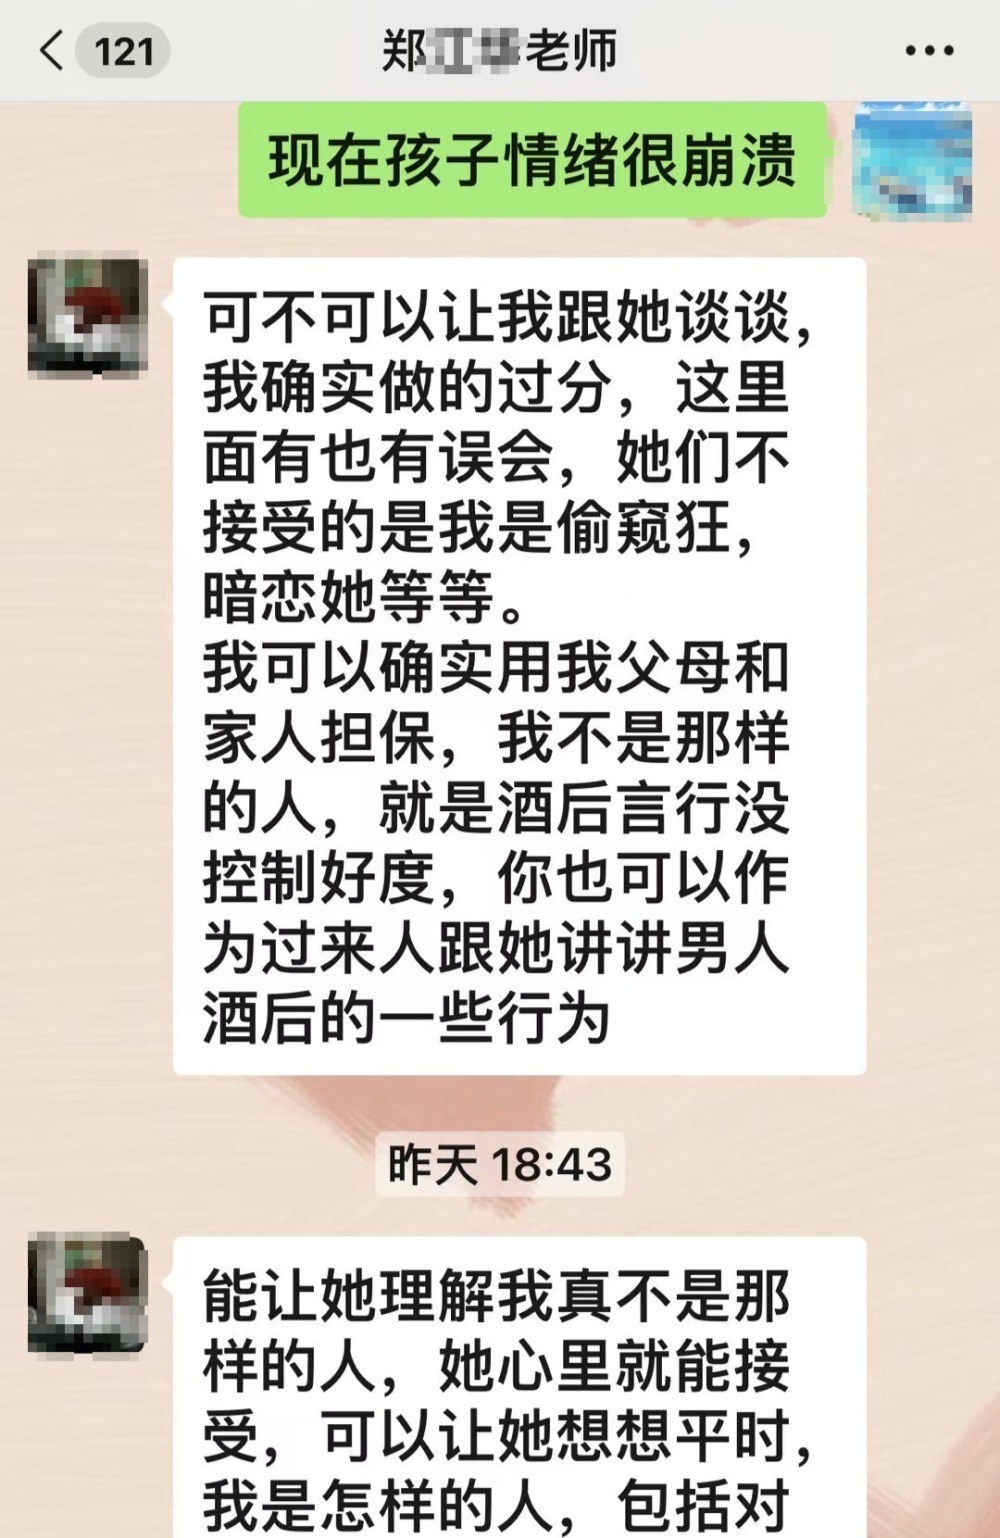 121
郑 老师
现在孩子情绪很崩溃
可不可以让我跟她谈谈，
我确实做的过分，这里
面有也有误会，她们不
接受的是我是偷窥狂，
暗恋她等等。
我可以确实用我父母和
家人担保，我不是那样
的人，就是酒后言行没
控制好度，你也可以作
为过来人跟她讲讲男人
酒后的一些行为
昨天 18:43
能让她理解我真不是那
样的人，她心里就能接
受，可以让她想想平时，
我是怎样的人，包括对